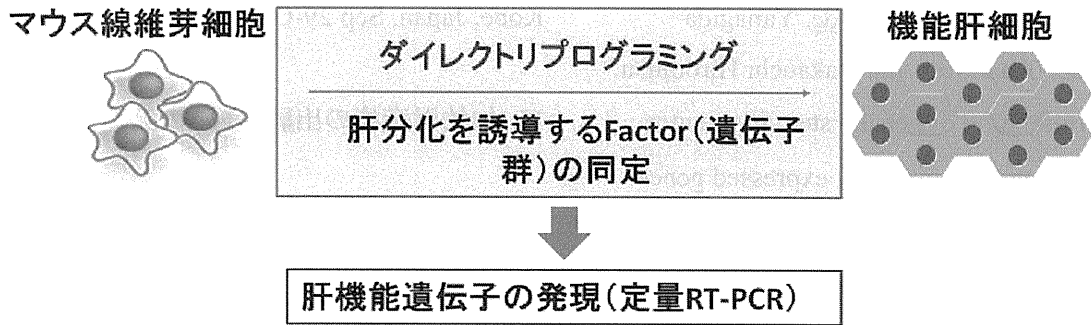 マウス線維芽細胞
ダイレクトリプログラミング
機能肝細胞
肝分化を誘導するFactor(遺伝子
群)の同定
肝機能遺伝子の発現(定量RT-PCR)